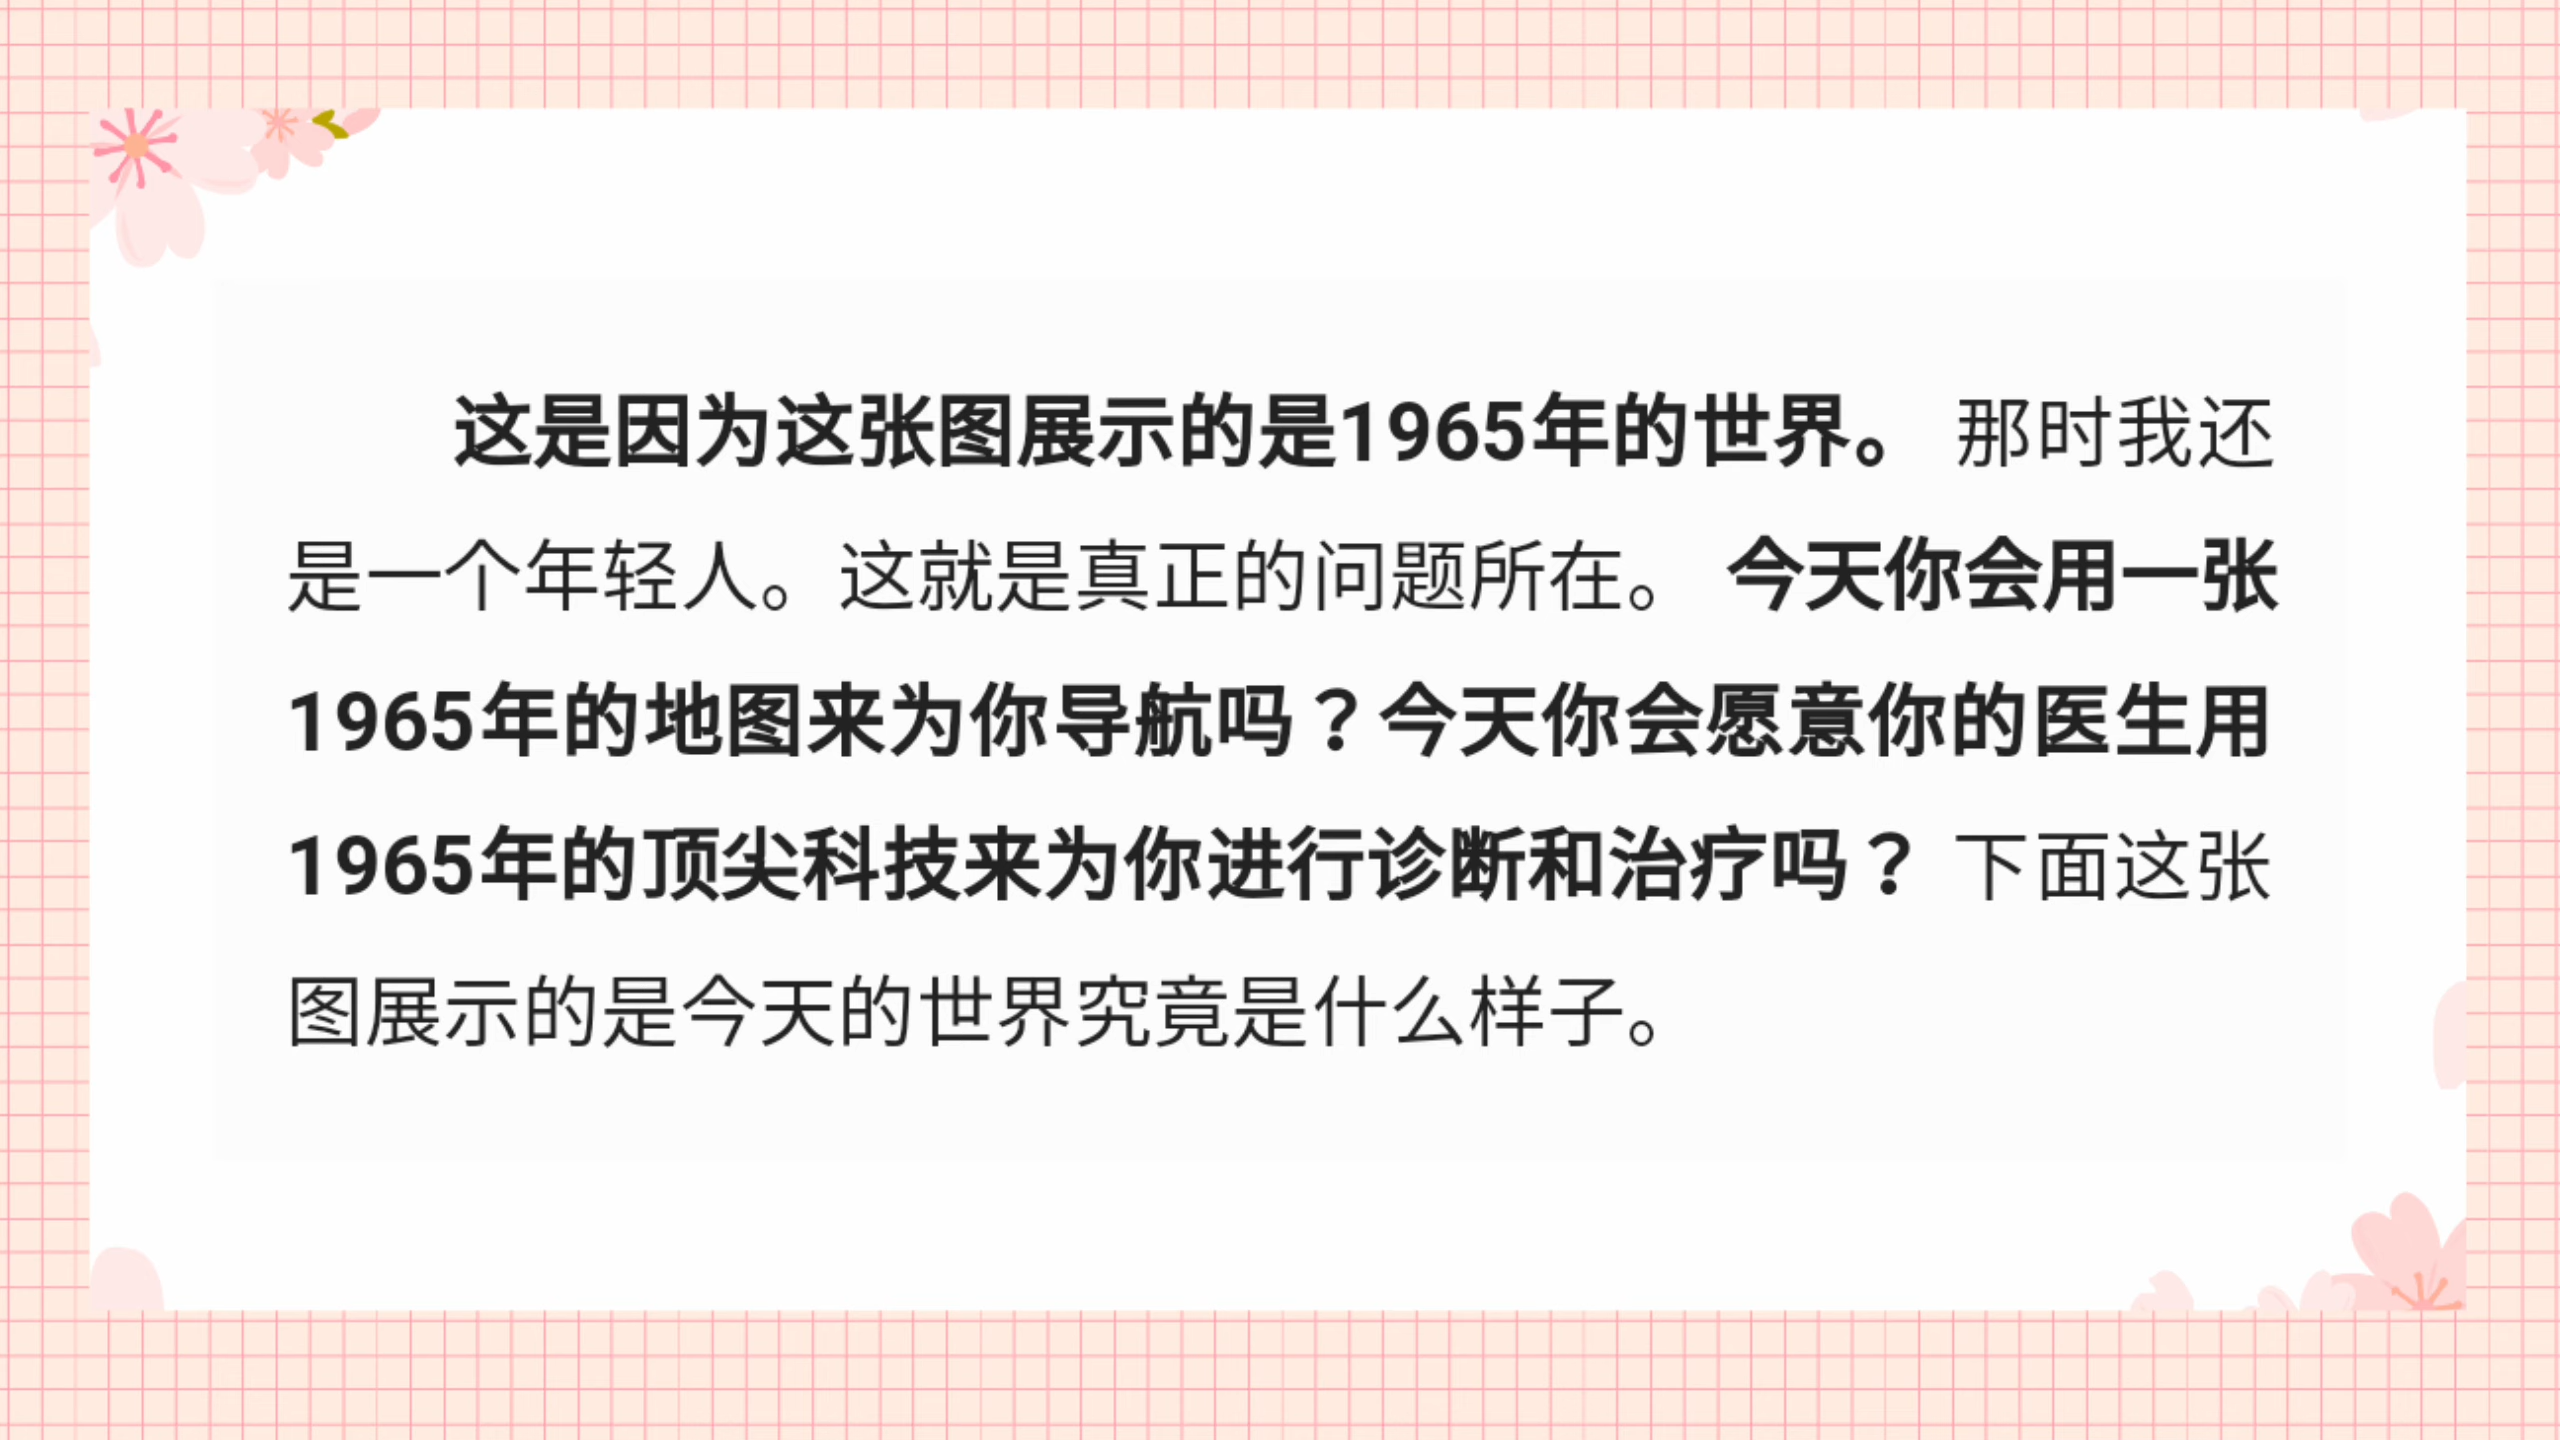 这是因为这张图展示的是1965年的世界。 那时我还
是一个年轻人。这就是真正的问题所在。 今天你会用一张
1965年的地图来为你导航吗？今天你会愿意你的医生用
1965年的顶尖科技来为你进行诊断和治疗吗？ 下面这张
图展示的是今天的世界究竟是什么样子。